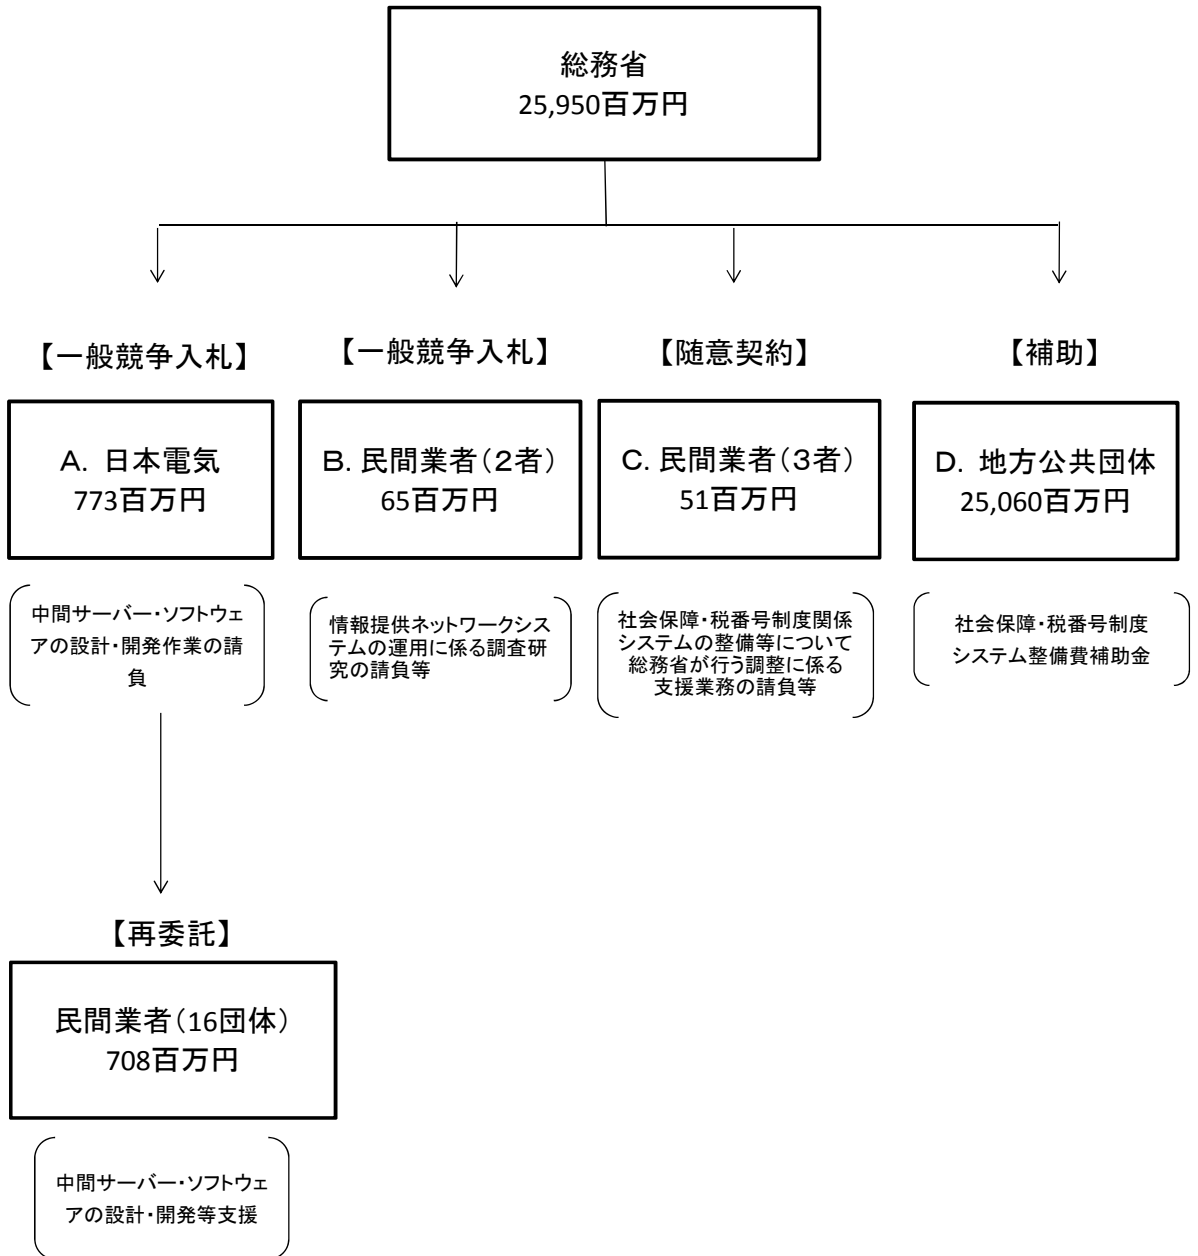 総務省
25,950百万円
【一般競争入札】
【一般競争入札】
【随意契約】
【補助】
A. 日本電気
773百万円
B. 民間業者(2者)
65百万円
C. 民間業者(3者)
51百万円
D. 地方公共団体
25,060百万円
中間サーバー・ソフトウェ
アの設計・開発作業の請
負
情報提供ネットワークシス
テムの運用に係る調査研
究の請負等
社会保障・税番号制度関係
システムの整備等について
総務省が行う調整に係る
支援業務の請負等
社会保障・税番号制度
システム整備費補助金
【再委託】
民間業者(16団体)
708百万円
中間サーバー・ソフトウェ
アの設計・開発等支援